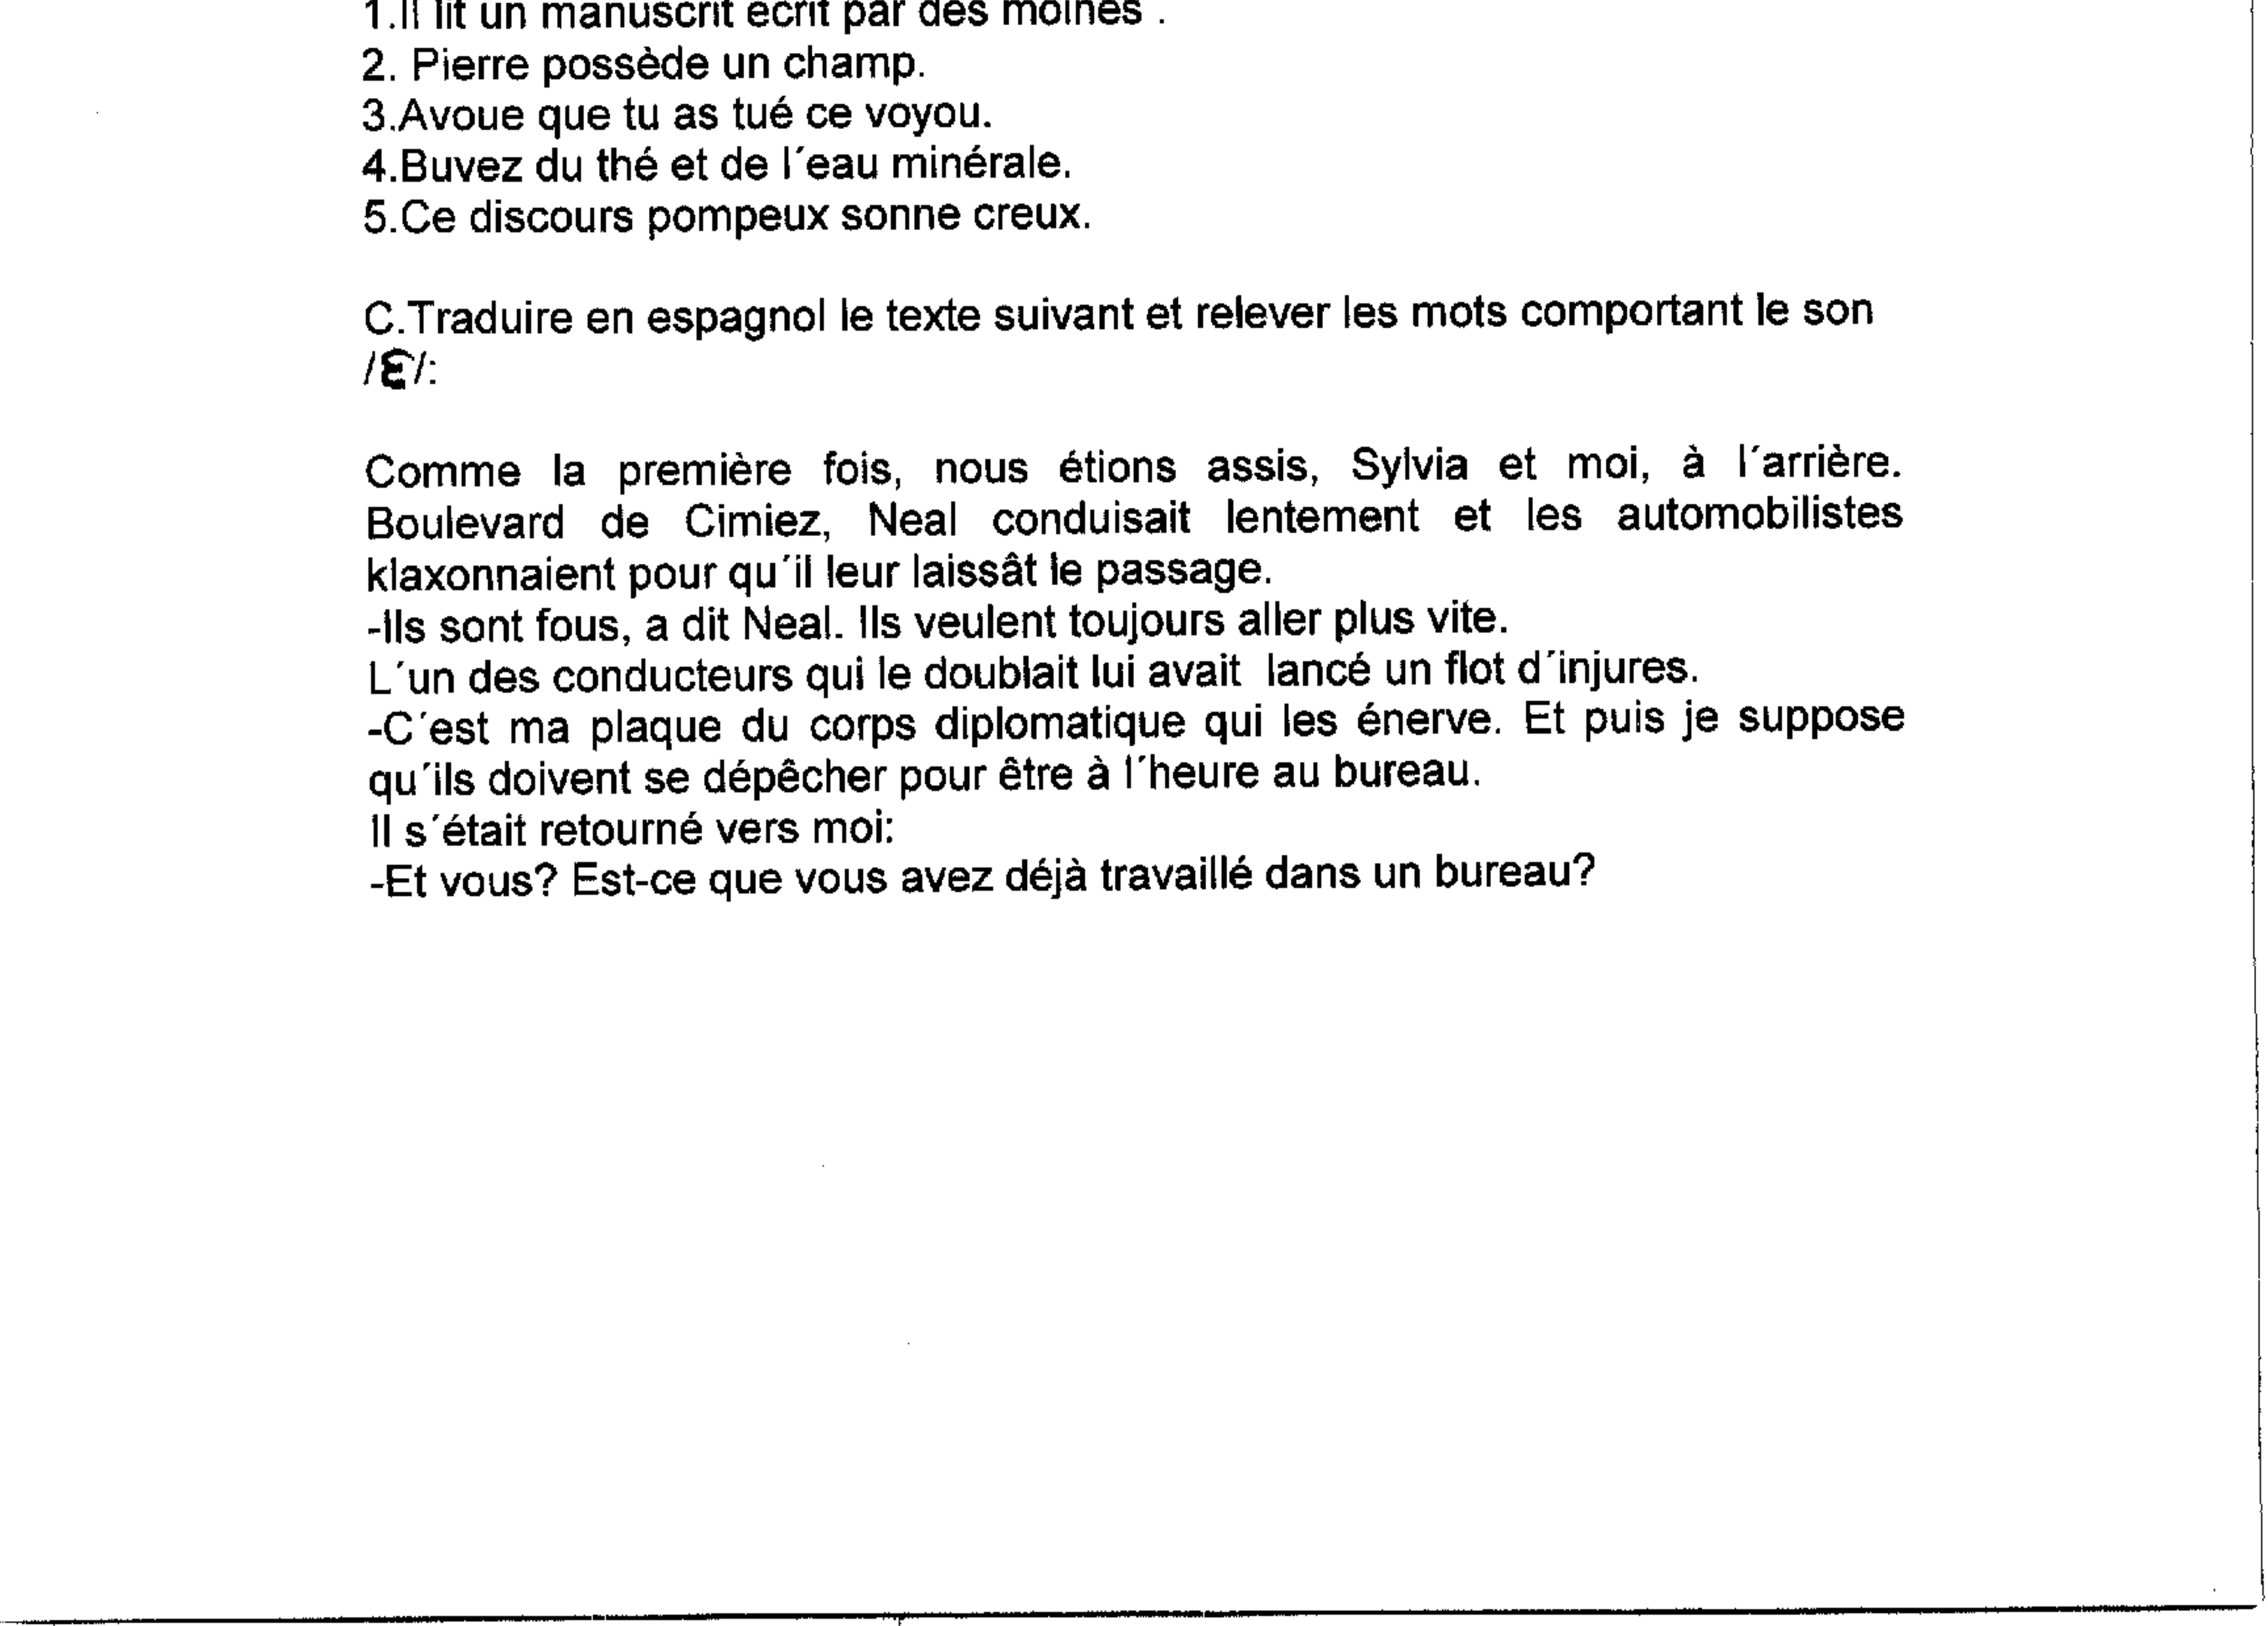 1.Il lit un manuscrit écrit par des moines .
2. Pierre possède un champ.
3.Avoue que tu as tué ce voyou.
4.Buvez du thé et de l´eau minérale.
5.Ce discours pompeux sonne creux.
C.Traduire en espagnol le texte suivant et relever les mots comportant le son
/ɛ/:
Comme la première fois, nous étions assis, Sylvia et moi, à l´arrière.
Boulevard de Cimiez, Neal conduisait lentement et les automobilistes
klaxonnaient pour qu´il leur laissât le passage.
-Ils sont fous, a dit Neal. Ils veulent toujours aller plus vite.
L´un des conducteurs qui le doublait lui avait lancé un flot d´injures.
-C´est ma plaque du corps diplomatique qui les énerve. Et puis je suppose
qu´ils doivent se dépêcher pour être à l´heure au bureau.
Il s´était retourné vers moi:
-Et vous? Est-ce que vous avez déjà travaillé dans un bureau?